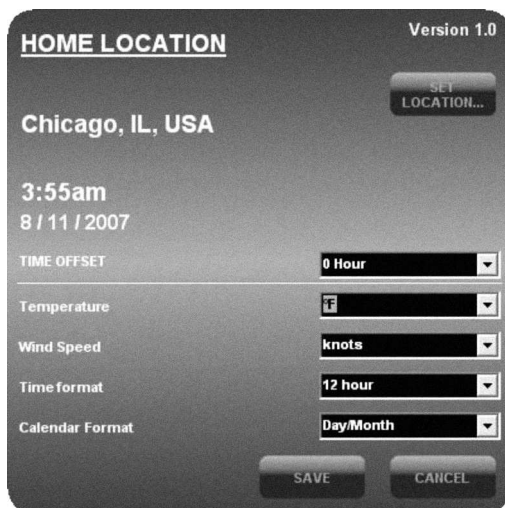 Version 1.0
HOME LOCATION
SET
LOCATION...
Chicago, IL, USA
3:55am
8 / 11 / 2007
TIME OFFSET
0 Hour
Temperature
°F
Wind Speed
knots
Time format
12 hour
Calendar Format
Day/Month
SAVE
CANCEL